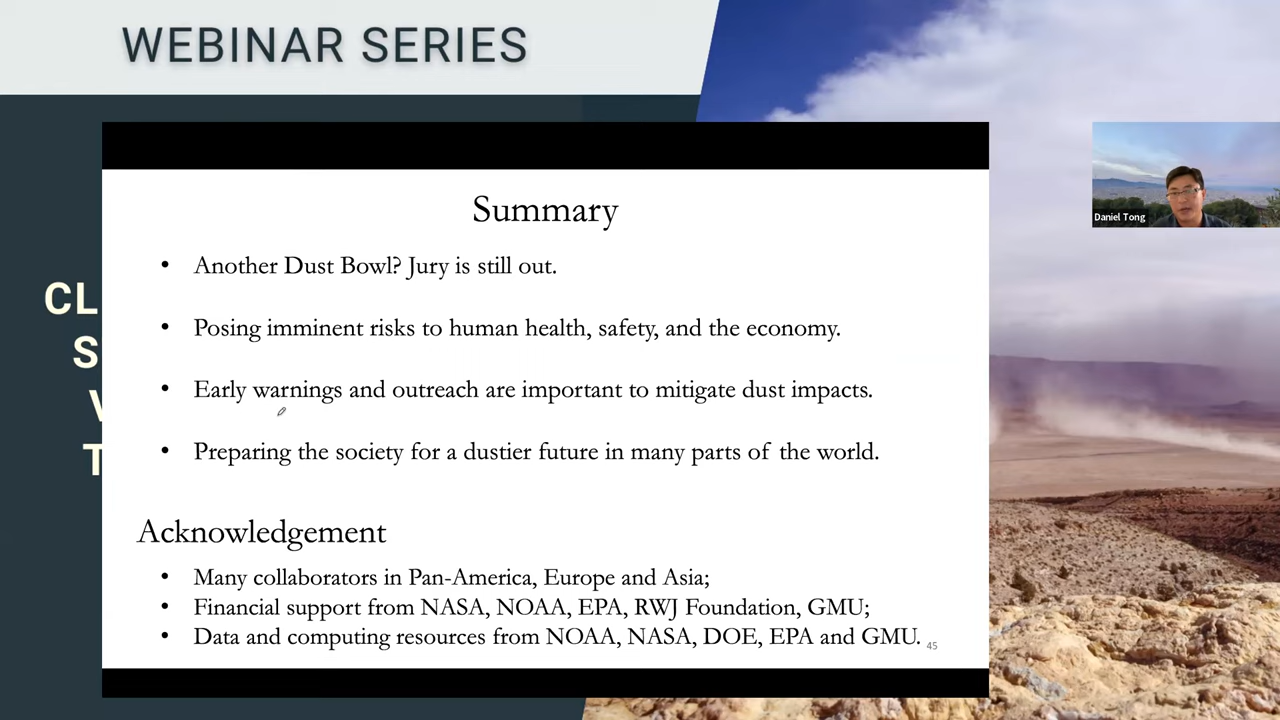 WEBINAR SERIES
Daniel Tong
CL
S
T
Summary
• Another Dust Bowl? Jury is still out.
• Posing imminent risks to human health, safety, and the economy.
• Early warnings and outreach are important to mitigate dust impacts.
• Preparing the society for a dustier future in many parts of the world.
Acknowledgement
• Many collaborators in Pan-America, Europe and Asia;
• Financial support from NASA, NOAA, EPA, RWJ Foundation, GMU;
• Data and computing resources from NOAA, NASA, DOE, EPA and GMU.
45